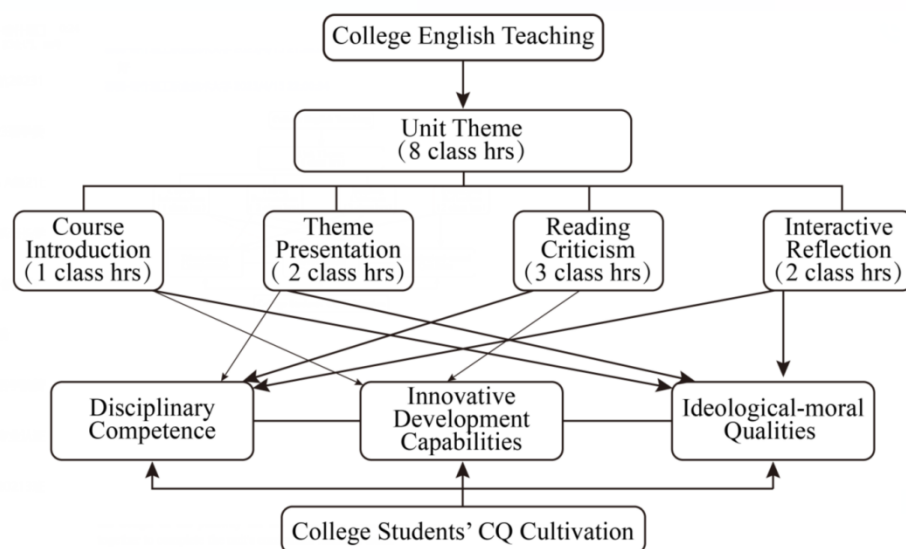 College English Teaching
Unit Theme
(8 class hrs)
Course
Introduction
(1 class hrs)
Theme
Presentation
( 2 class hrs)
Reading
Criticism
(3 class hrs)
Interactive
Reflection
(2 class hrs)
Disciplinary
Competence
Innovative
Development
Capabilities
Ideological-moral
Qualities
College Students’ CQ Cultivation